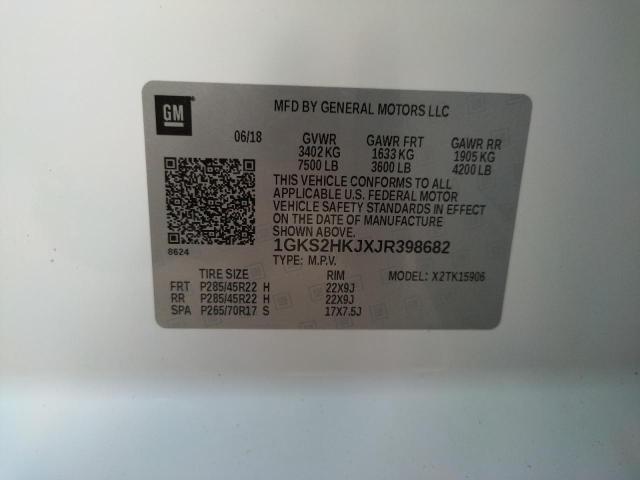 GM
MFD BY GENERAL MOTORS LLC
06/18 GVWR GAWR FRT GAWR RR
3402 KG 1633 KG 1905 KG
7500 LB 3600 LB 4200 LB
THIS VEHICLE CONFORMS TO ALL
APPLICABLE U.S. FEDERAL MOTOR
VEHICLE SAFETY STANDARDS IN EFFECT
ON THE DATE OF MANUFACTURE
SHOWN ABOVE.
1GKS2HKJXJR398682
8624
TYPE: M.P.V.
TIRE SIZE RIM MODEL: X2TK15906
FRT P285/45R22 H 22X9J
RR P285/45R22 H 22X9J
SPA P265/70R17 S 17X7.5J